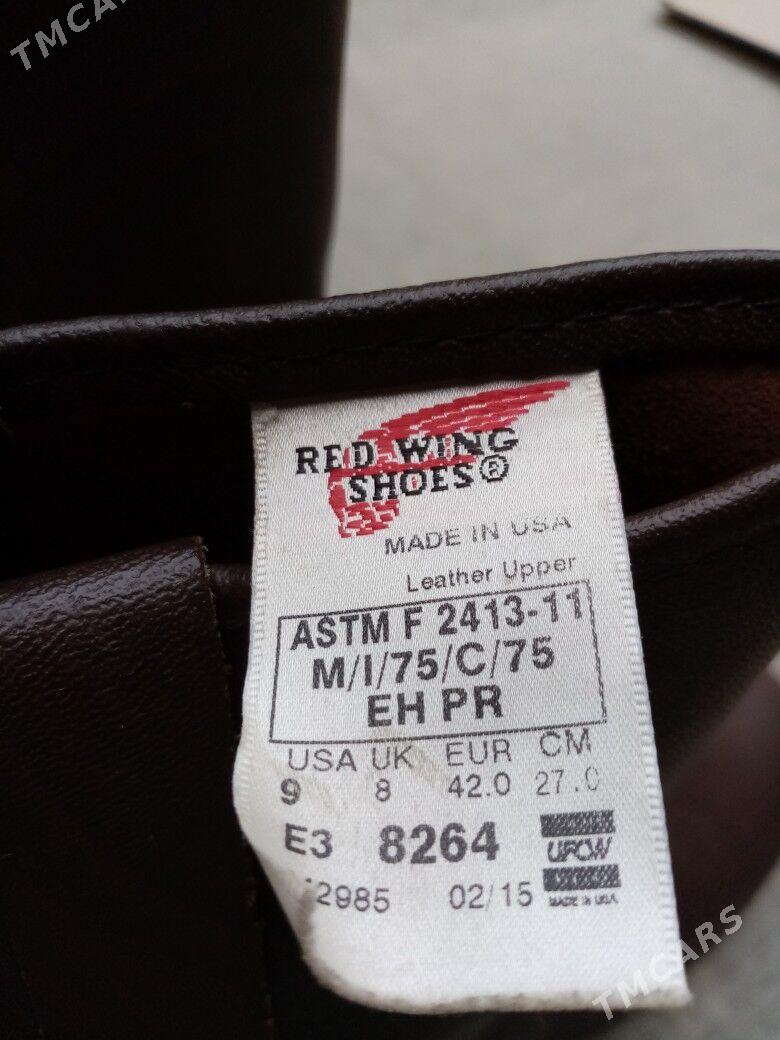 TMCARS
RED WING
SHOES®
MADE IN USA
Leather Upper
ASTM F 2413-11
M/I/75/C/75
EH PR
USA UK EUR CM
9 8 42.0 27.0
E3 8264 UFCW
2985 02/15 MADE IN USA
TMCARS